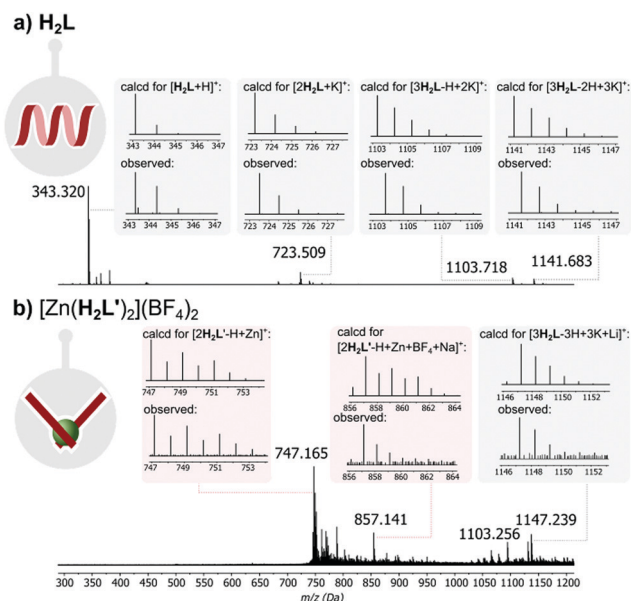 a) H₂L
calcd for [H₂L+H]⁺:
343 344 345 346 347
observed:
343 344 345 346 347
calcd for [2H₂L+K]⁺:
723 724 725 726 727
observed:
723 724 725 726 727
calcd for [3H₂L-H+2K]⁺:
1103 1105 1107 1109
observed:
1103 1105 1107 1109
calcd for [3H₂L-2H+3K]⁺:
1141 1143 1145 1147
observed:
1141 1143 1145 1147
343.320
723.509
1103.718
1141.683
b) [Zn(H₂L')₂](BF₄)₂
calcd for [2H₂L'-H+Zn]⁺:
747 749 751 753
observed:
747 749 751 753
calcd for
[2H₂L'-H+Zn+BF₄+Na]⁺:
856 858 860 862 864
observed:
856 858 860 862 864
calcd for [3H₂L-3H+3K+Li]⁺:
1146 1148 1150 1152
observed:
1146 1148 1150 1152
747.165
857.141
1103.256
1147.239
300 350 400 450 500 550 600 650 700 750 800 850 900 950 1000 1050 1100 1150 1200
m/z (Da)